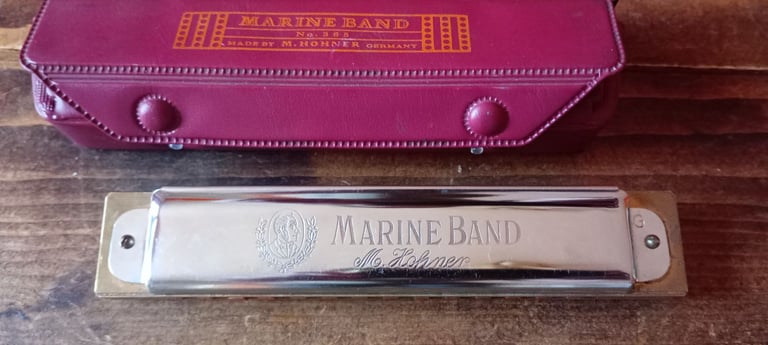 MARINE BAND
No. 365
MADE BY M. HOHNER GERMANY
MARINE BAND
G
M. Hohner